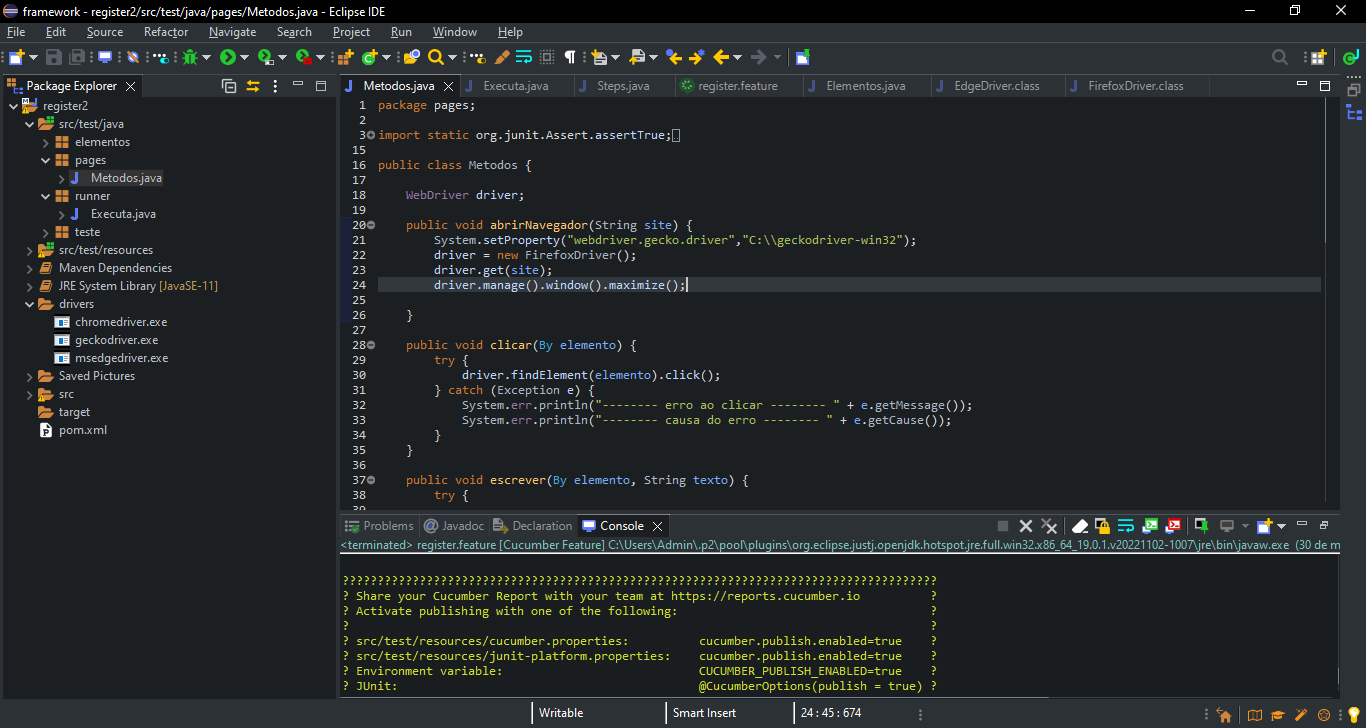 framework - register2/src/test/java/pages/Metodos.java - Eclipse IDE
File Edit Source Refactor Navigate Search Project Run Window Help
Package Explorer
register2
src/test/java
elementos
pages
Metodos.java
runner
Executa.java
teste
src/test/resources
Maven Dependencies
JRE System Library [JavaSE-11]
drivers
chromedriver.exe
geckodriver.exe
msedgedriver.exe
Saved Pictures
src
target
pom.xml
Metodos.java Executa.java Steps.java register.feature Elementos.java EdgeDriver.class FirefoxDriver.class
1 package pages;
2
3 import static org.junit.Assert.assertTrue;
15
16 public class Metodos {
17
18 WebDriver driver;
19
20 public void abrirNavegador(String site) {
21 System.setProperty("webdriver.gecko.driver","C:\\geckodriver-win32");
22 driver = new FirefoxDriver();
23 driver.get(site);
24 driver.manage().window().maximize();
25
26 }
27
28 public void clicar(By elemento) {
29 try {
30 driver.findElement(elemento).click();
31 } catch (Exception e) {
32 System.err.println("-------- erro ao clicar -------- " + e.getMessage());
33 System.err.println("-------- causa do erro -------- " + e.getCause());
34 }
35 }
36
37 public void escrever(By elemento, String texto) {
38 try {
39
Problems Javadoc Declaration Console
<terminated> register.feature [Cucumber Feature] C:\Users\Admin\.p2\pool\plugins\org.eclipse.justj.openjdk.hotspot.jre.full.win32.x86_64_19.0.1.v20221102-1007\jre\bin\javaw.exe (30 de m
?????????????????????????????????????????????????????????????????????????????????????
? Share your Cucumber Report with your team at https://reports.cucumber.io ?
? Activate publishing with one of the following: ?
? ?
? src/test/resources/cucumber.properties: cucumber.publish.enabled=true ?
? src/test/resources/junit-platform.properties: cucumber.publish.enabled=true ?
? Environment variable: CUCUMBER_PUBLISH_ENABLED=true ?
? JUnit: @CucumberOptions(publish = true) ?
Writable Smart Insert 24 : 45 : 674